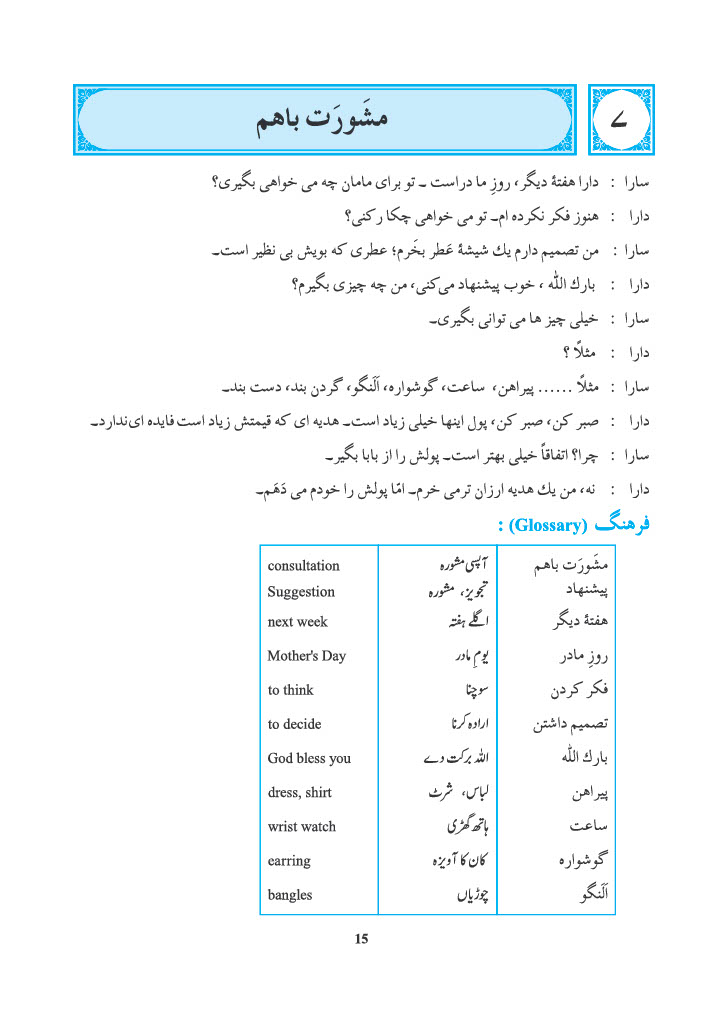 ۷
مشَورَت باهم
سارا : دارا هفتۀ دیگر، روزِ ما دراست ۔ تو برای مامان چه می خواهی بگیری؟
دارا : هنوز فکر نکرده ام۔ تو می خواهی چکا رکنی؟
سارا : من تصمیم دارم یك شیشۀ عَطر بخَرم؛ عطری که بویش بی نظیر است۔
دارا : بارك اللّٰه ، خوب پیشنهاد می‌کنی، من چه چیزی بگیرم؟
سارا : خیلی چیز ها می توانی بگیری۔
دارا : مثلاً ؟
سارا : مثلاً ...... پیراهن، ساعت، گوشواره، اَلَنگو، گردن بند، دست بند۔
دارا : صبر کن، صبر کن، پول اینها خیلی زیاد است۔ هدیه ای که قیمتش زیاد است فایده ای‌ندارد۔
سارا : چرا؟ اتفاقاً خیلی بهتر است۔ پولش را از بابا بگیر۔
دارا : نه، من یك هدیه ارزان ترمی خرم۔ امّا پولش را خودم می دَهَم۔
فرهنگ (Glossary) :
مشَورَت باهم آپسی مشورہ consultation
پیشنهاد تجویز، مشورہ Suggestion
هفتۀ دیگر اگلے ہفتہ next week
روزِ مادر یومِ مادر Mother's Day
فکر کردن سوچنا to think
تصمیم داشتن ارادہ کرنا to decide
بارك اللّٰه اللہ برکت دے God bless you
پیراهن لباس، شرٹ dress, shirt
ساعت ہاتھ گھڑی wrist watch
گوشواره کان کا آویزہ earring
اَلَنگو چوڑیاں bangles
15